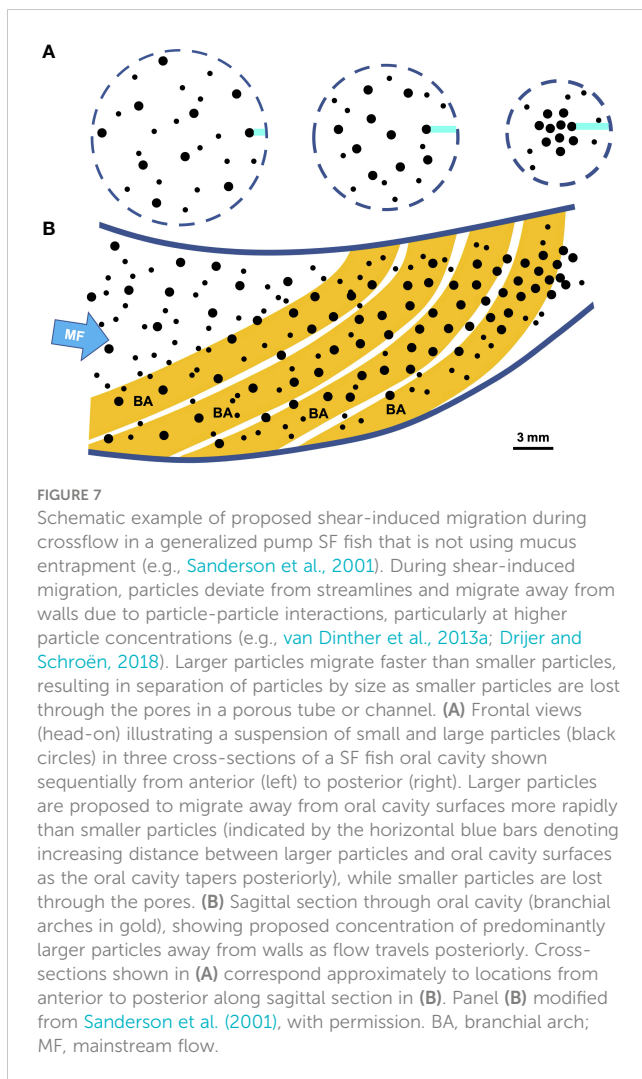 A
B
MF
BA
BA
BA
BA
3 mm
FIGURE 7
Schematic example of proposed shear-induced migration during
crossflow in a generalized pump SF fish that is not using mucus
entrapment (e.g., Sanderson et al., 2001). During shear-induced
migration, particles deviate from streamlines and migrate away from
walls due to particle-particle interactions, particularly at higher
particle concentrations (e.g., van Dinther et al., 2013a; Drijer and
Schroën, 2018). Larger particles migrate faster than smaller particles,
resulting in separation of particles by size as smaller particles are lost
through the pores in a porous tube or channel. (A) Frontal views
(head-on) illustrating a suspension of small and large particles (black
circles) in three cross-sections of a SF fish oral cavity shown
sequentially from anterior (left) to posterior (right). Larger particles
are proposed to migrate away from oral cavity surfaces more rapidly
than smaller particles (indicated by the horizontal blue bars denoting
increasing distance between larger particles and oral cavity surfaces
as the oral cavity tapers posteriorly), while smaller particles are lost
through the pores. (B) Sagittal section through oral cavity (branchial
arches in gold), showing proposed concentration of predominantly
larger particles away from walls as flow travels posteriorly. Cross-
sections shown in (A) correspond approximately to locations from
anterior to posterior along sagittal section in (B). Panel (B) modified
from Sanderson et al. (2001), with permission. BA, branchial arch;
MF, mainstream flow.